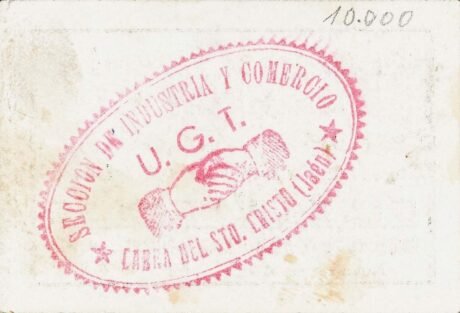 10.000
SECCION DE INDUSTRIA Y COMERCIO
U. G. T.
CABRA DEL STO. CRISTO (Jaén)